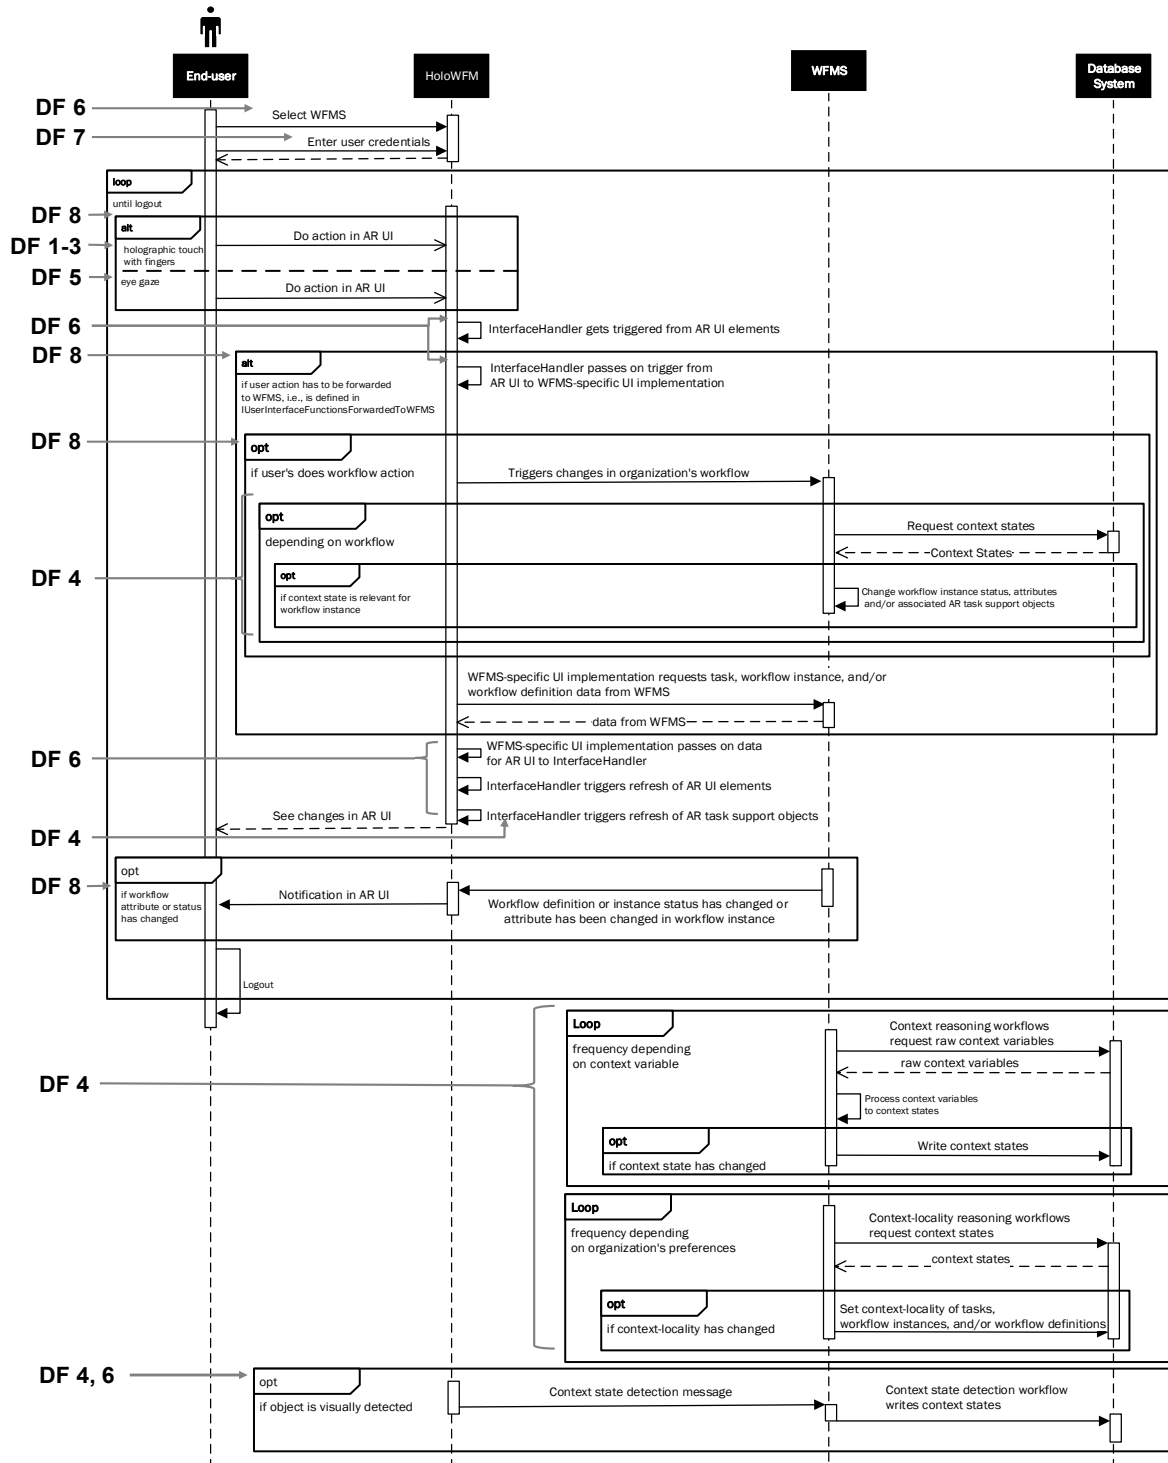 End-user
HoloWFM
WFMS
Database
System
DF 6
Select WFMS
DF 7
Enter user credentials
loop
until logout
DF 8
alt
DF 1-3
holographic touch
with fingers
Do action in AR UI
DF 5
eye gaze
Do action in AR UI
DF 6
InterfaceHandler gets triggered from AR UI elements
DF 8
alt
InterfaceHandler passes on trigger from
AR UI to WFMS-specific UI implementation
if user action has to be forwarded
to WFMS, i.e., is defined in
IUserInterfaceFunctionsForwardedToWFMS
DF 8
opt
if user's does workflow action
Triggers changes in organization's workflow
opt
depending on workflow
Request context states
Context States
DF 4
opt
if context state is relevant for
workflow instance
Change workflow instance status, attributes
and/or associated AR task support objects
WFMS-specific UI implementation requests task, workflow instance, and/or
workflow definition data from WFMS
data from WFMS
DF 6
WFMS-specific UI implementation passes on data
for AR UI to InterfaceHandler
InterfaceHandler triggers refresh of AR UI elements
See changes in AR UI
InterfaceHandler triggers refresh of AR task support objects
DF 4
opt
DF 8
if workflow
attribute or status
has changed
Notification in AR UI
Workflow definition or instance status has changed or
attribute has been changed in workflow instance
Logout
Loop
frequency depending
on context variable
Context reasoning workflows
request raw context variables
raw context variables
DF 4
Process context variables
to context states
opt
if context state has changed
Write context states
Loop
frequency depending
on organization's preferences
Context-locality reasoning workflows
request context states
context states
opt
if context-locality has changed
Set context-locality of tasks,
workflow instances, and/or workflow definitions
DF 4, 6
opt
if object is visually detected
Context state detection message
Context state detection workflow
writes context states